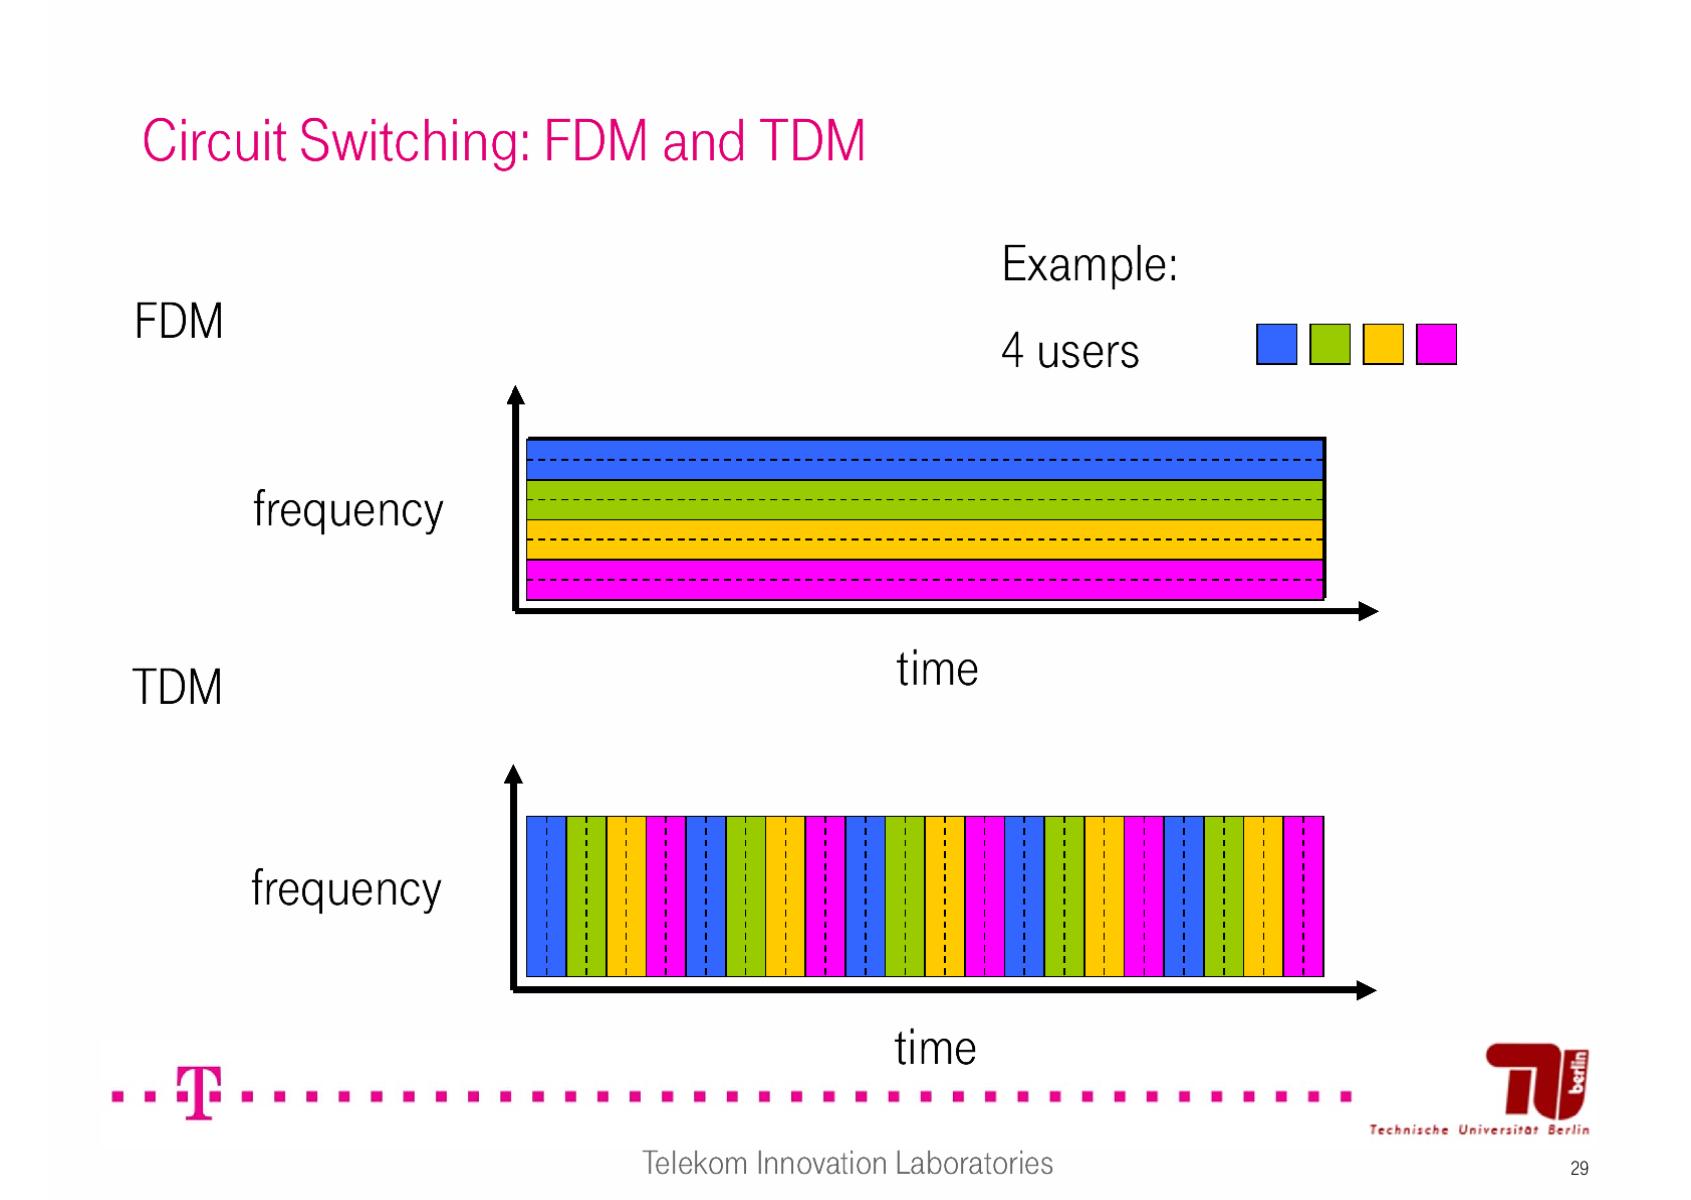 Circuit Switching: FDM and TDM
Example:
FDM
4 users
frequency
time
TDM
frequency
time
T
berlin
Technische Universität Berlin
Telekom Innovation Laboratories
29